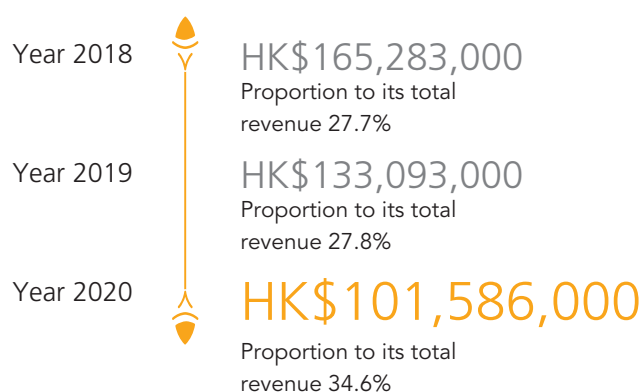 Year 2018
HK$165,283,000
Proportion to its total
revenue 27.7%
Year 2019
HK$133,093,000
Proportion to its total
revenue 27.8%
Year 2020
HK$101,586,000
Proportion to its total
revenue 34.6%